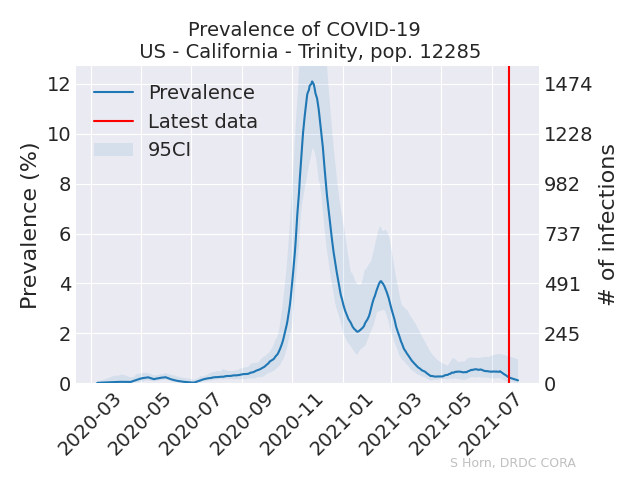 Prevalence of COVID-19
US - California - Trinity, pop. 12285
Prevalence
Latest data
95CI
Prevalence (%)
12
10
8
6
4
2
0
1474
1228
982
737
491
245
0
# of infections
2020-03
2020-05
2020-07
2020-09
2020-11
2021-01
2021-03
2021-05
2021-07
S Horn, DRDC CORA